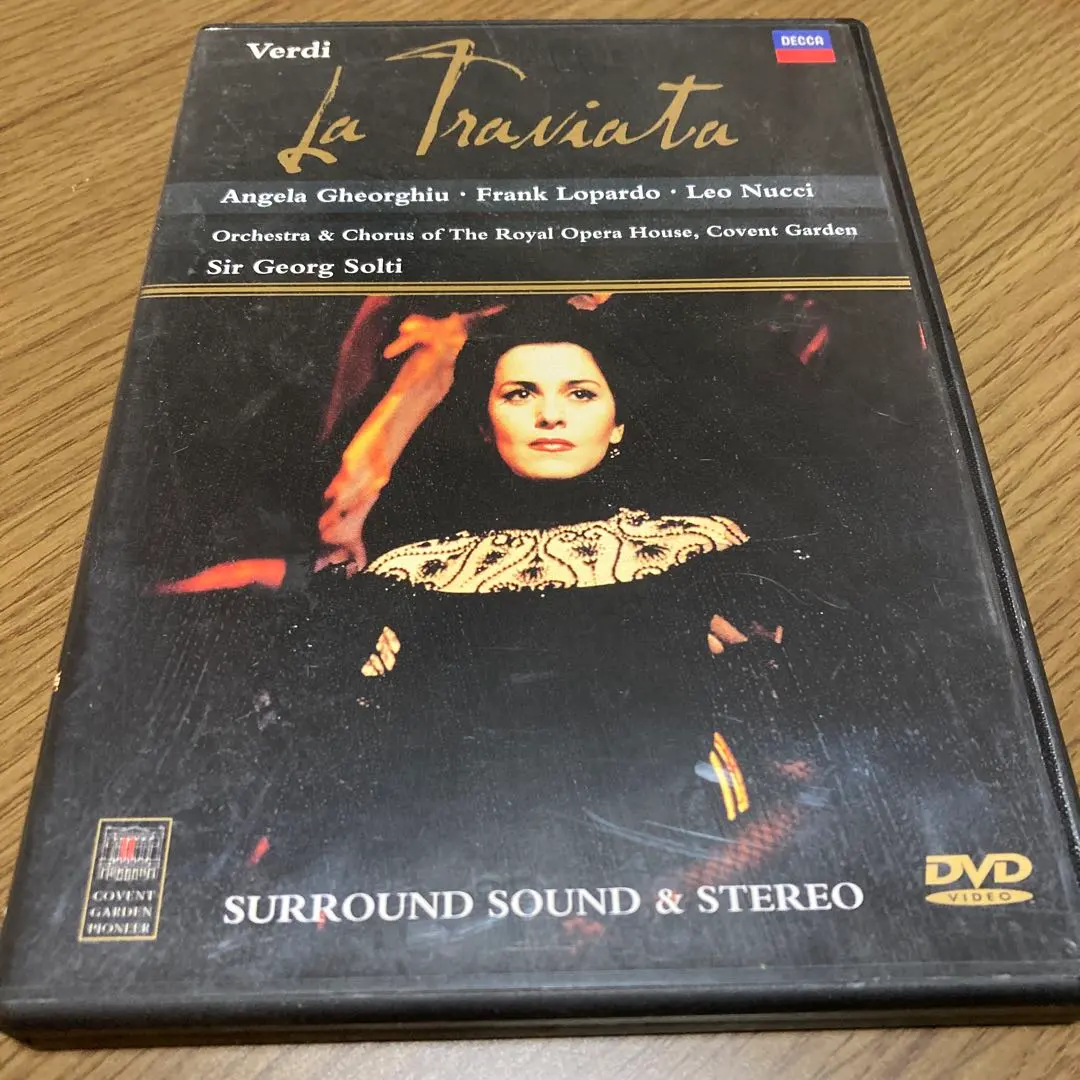 Verdi
DECCA
La Traviata
Angela Gheorghiu · Frank Lopardo · Leo Nucci
Orchestra & Chorus of The Royal Opera House, Covent Garden
Sir Georg Solti
COVENT
GARDEN
PIONEER
SURROUND SOUND & STEREO
DVD
VIDEO